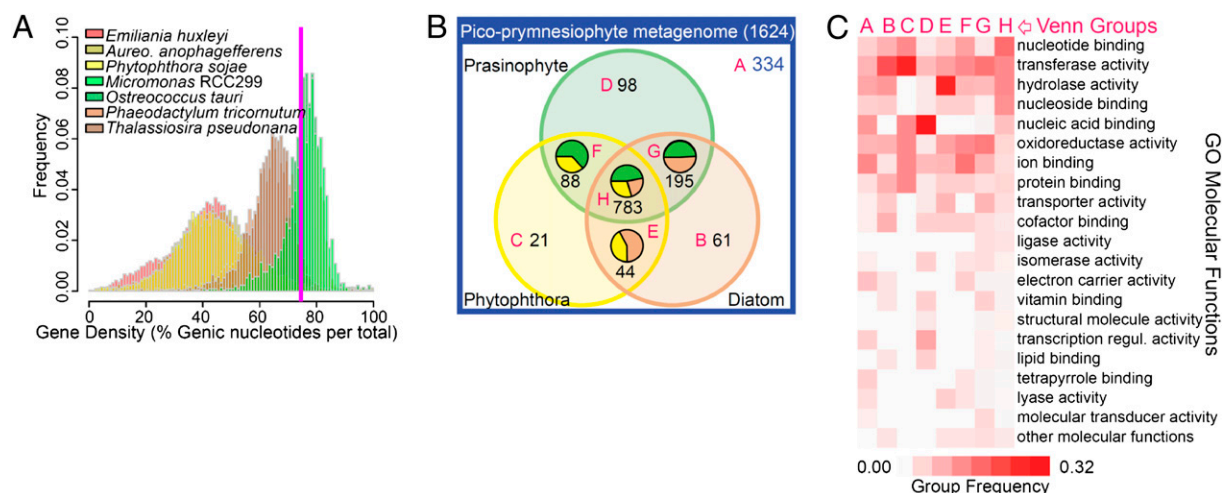 A
Emiliania huxleyi
Aureo. anophagefferens
Phytophthora sojae
Micromonas RCC299
Ostreococcus tauri
Phaeodactylum tricornutum
Thalassiosira pseudonana
Frequency
0.10
0.08
0.06
0.04
0.02
0.00
0 20 40 60 80 100
Gene Density (% Genic nucleotides per total)
B
Pico-prymnesiophyte metagenome (1624)
Prasinophyte
A 334
D 98
F
88
G
195
H
783
C 21
E
44
B 61
Phytophthora
Diatom
C
A B C D E F G H ⇦ Venn Groups
nucleotide binding
transferase activity
hydrolase activity
nucleoside binding
nucleic acid binding
oxidoreductase activity
ion binding
protein binding
transporter activity
cofactor binding
ligase activity
isomerase activity
electron carrier activity
vitamin binding
structural molecule activity
transcription regul. activity
lipid binding
tetrapyrrole binding
lyase activity
molecular transducer activity
other molecular functions
GO Molecular Functions
0.00 0.32
Group Frequency